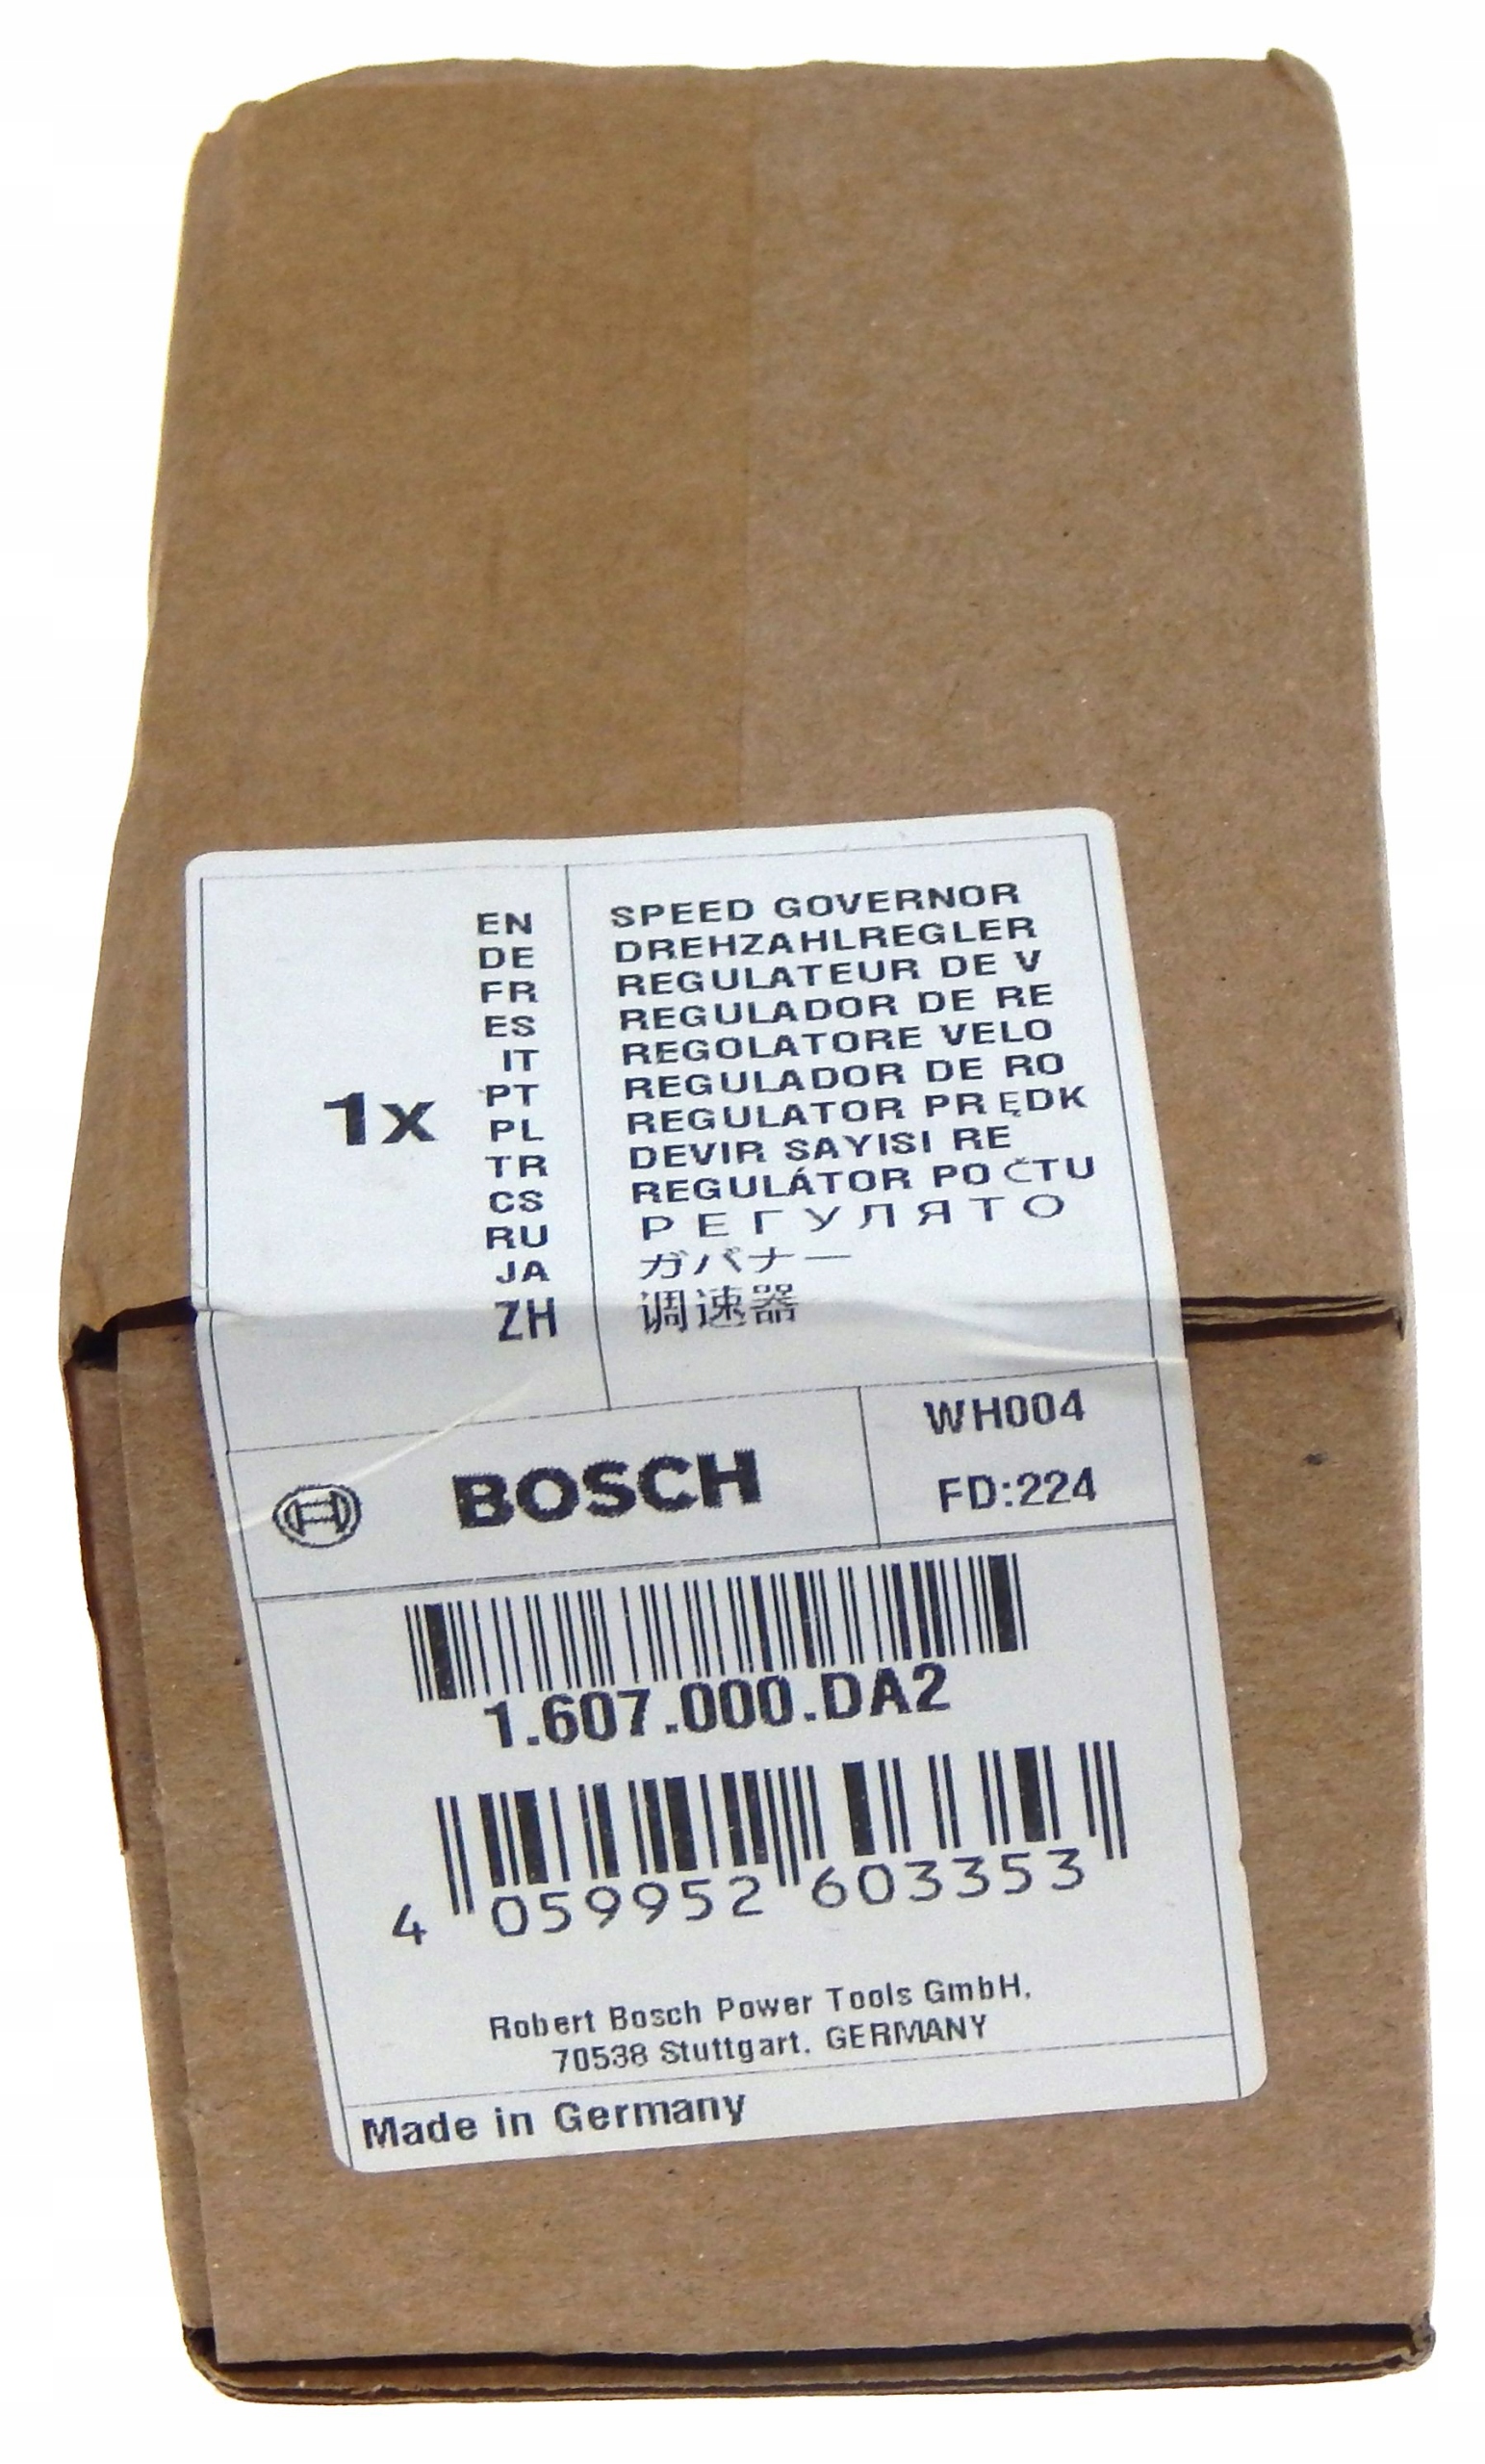 1x
EN SPEED GOVERNOR
DE DREHZAHLREGLER
FR REGULATEUR DE V
ES REGULADOR DE RE
IT REGOLATORE VELO
PT REGULADOR DE RO
PL REGULATOR PRĘDK
TR DEVIR SAYISI RE
CS REGULÁTOR POČTU
RU РЕГУЛЯТО
JA ガバナー
ZH 调速器
BOSCH
WH004
FD:224
1.607.000.DA2
4 059952 603353
Robert Bosch Power Tools GmbH,
70538 Stuttgart, GERMANY
Made in Germany